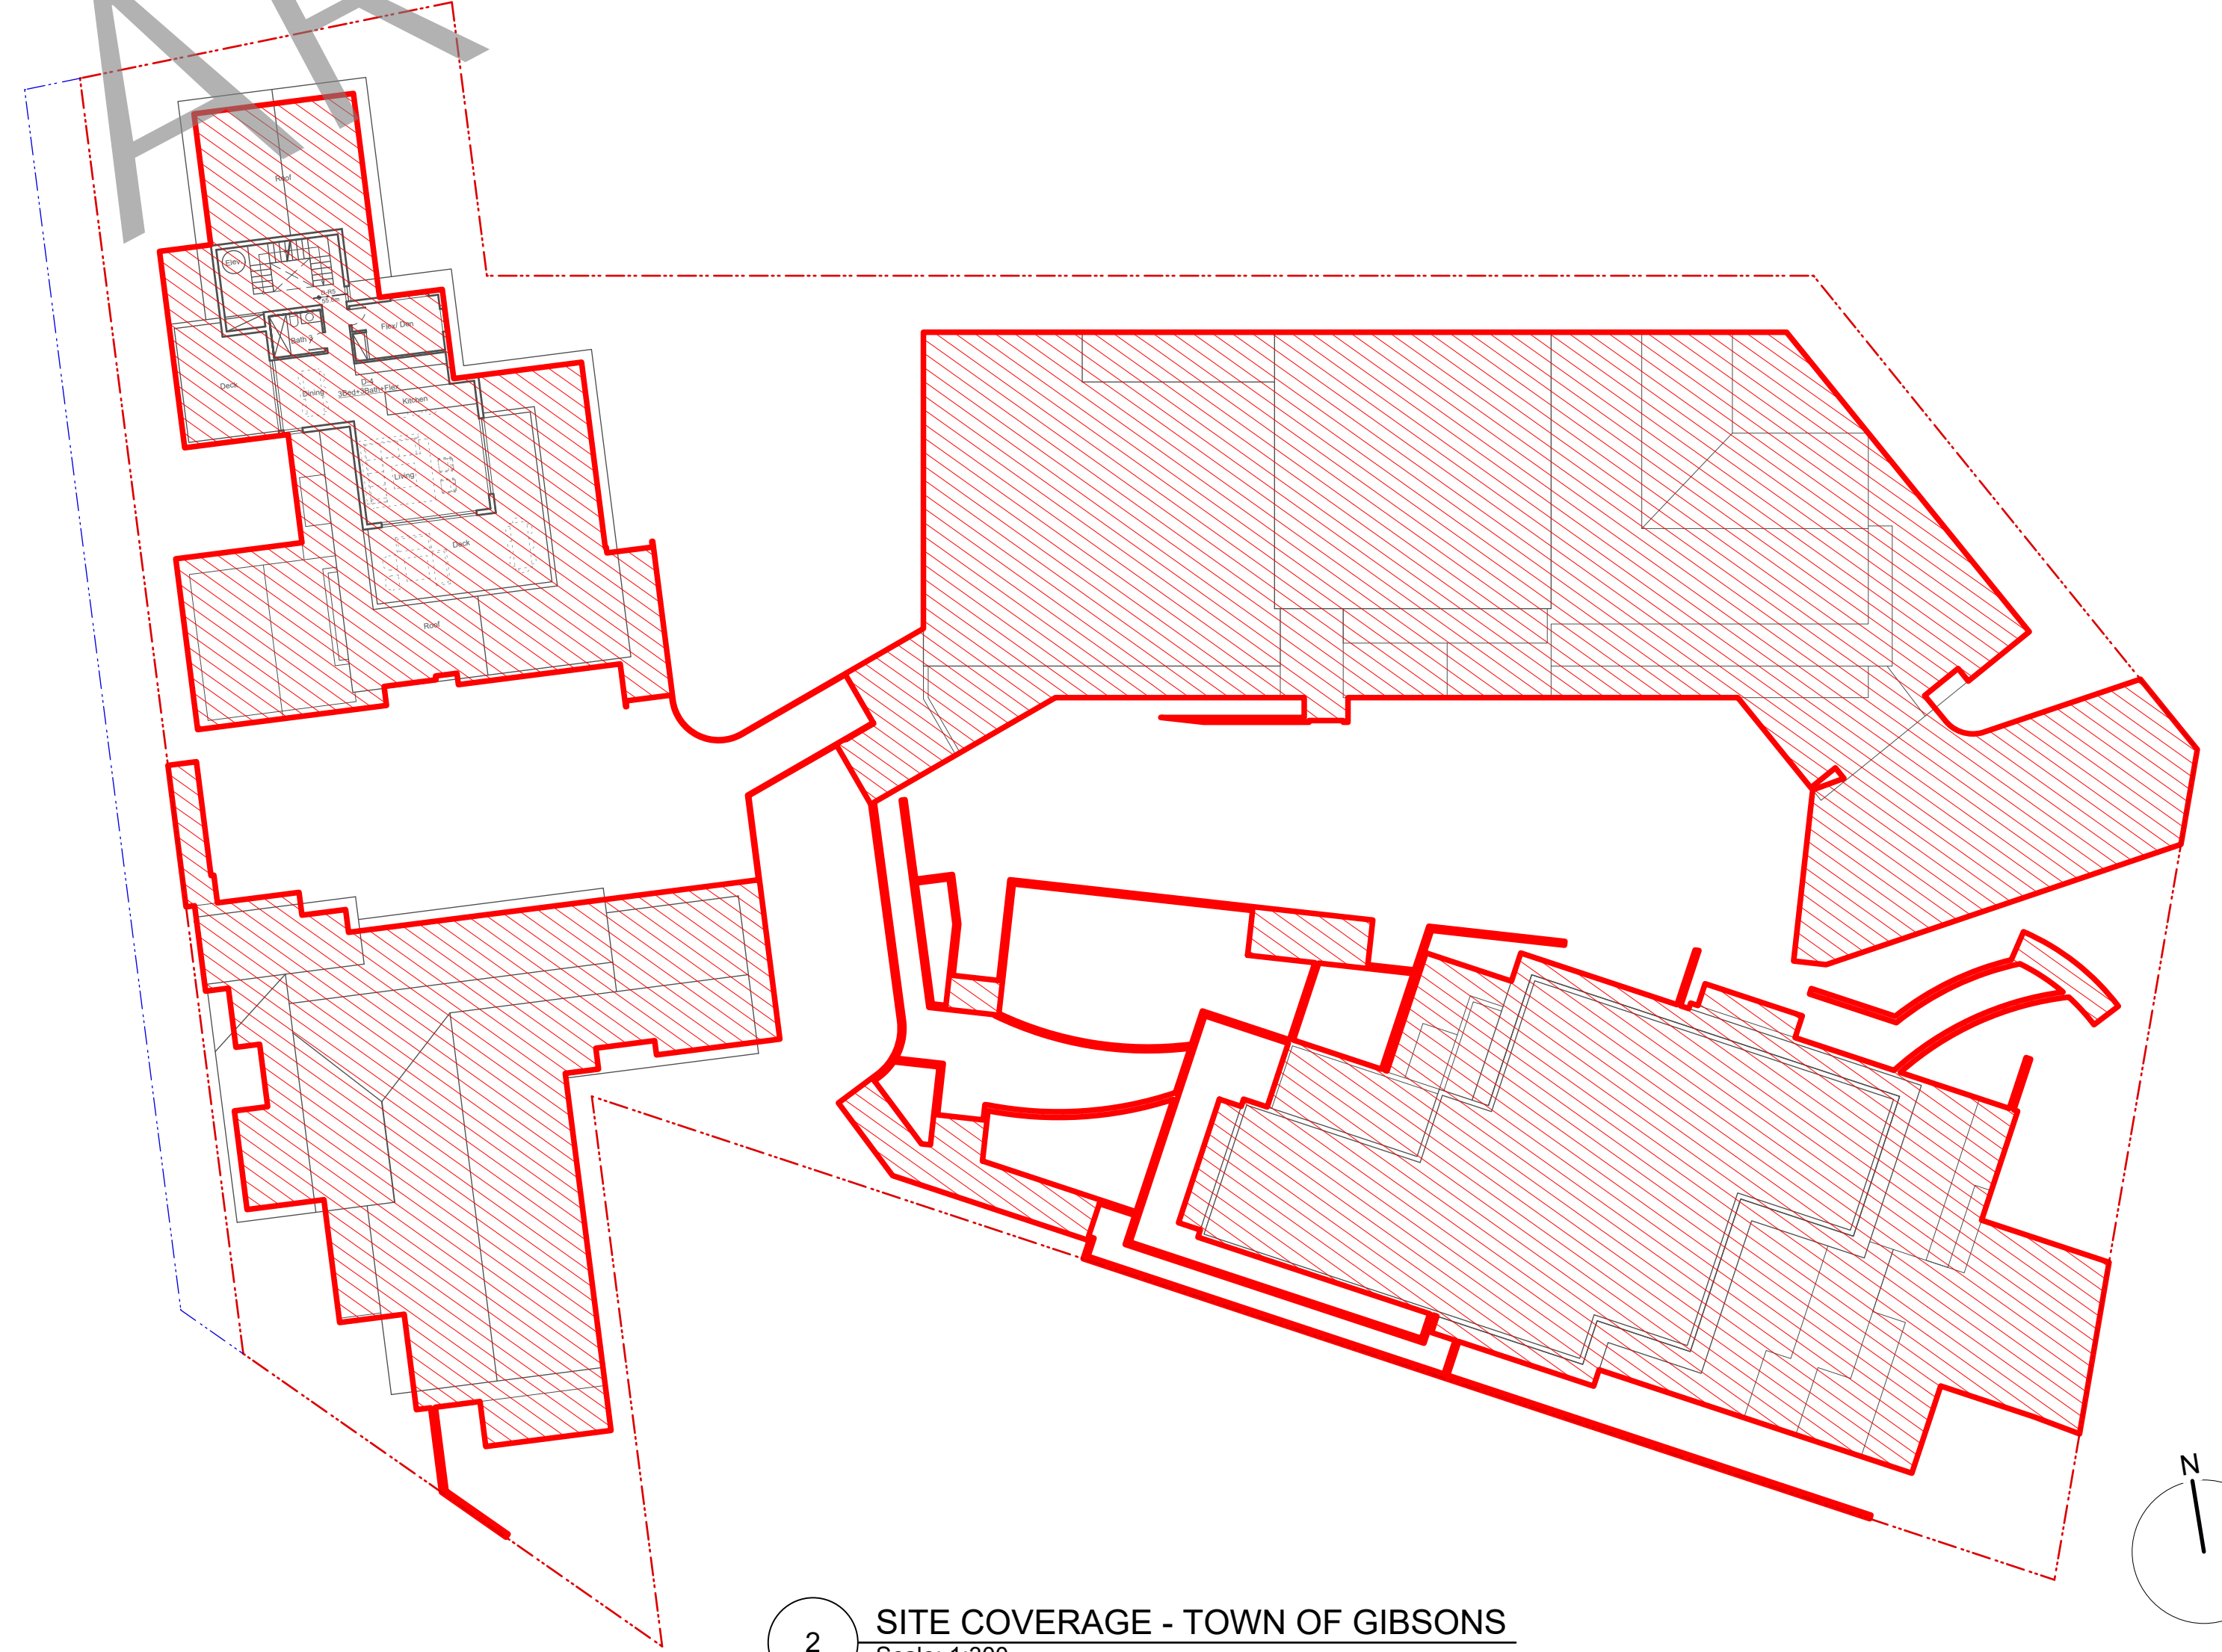 Roof
Elev.
Flex/ Den
Bath 2
Deck
D-4
3Bed+3Bath+Flex
Dining
Kitchen
Living
Deck
Roof
N
2
SITE COVERAGE - TOWN OF GIBSONS